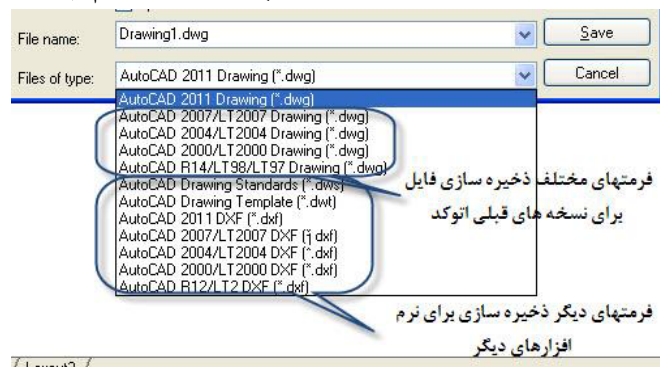 File name:
Drawing1.dwg
Save
Files of type:
AutoCAD 2011 Drawing (*.dwg)
Cancel
AutoCAD 2011 Drawing (*.dwg)
AutoCAD 2007/LT2007 Drawing (*.dwg)
AutoCAD 2004/LT2004 Drawing (*.dwg)
AutoCAD 2000/LT2000 Drawing (*.dwg)
AutoCAD R14/LT98/LT97 Drawing (*.dwg)
AutoCAD Drawing Standards (*.dws)
AutoCAD Drawing Template (*.dwt)
AutoCAD 2011 DXF (*.dxf)
AutoCAD 2007/LT2007 DXF (*.dxf)
AutoCAD 2004/LT2004 DXF (*.dxf)
AutoCAD 2000/LT2000 DXF (*.dxf)
AutoCAD R12/LT2 DXF (*.dxf)
فرمتهای مختلف ذخیره سازی فایل
برای نسخه های قبلی اتوکد
فرمتهای دیگر ذخیره سازی برای نرم
افزارهای دیگر